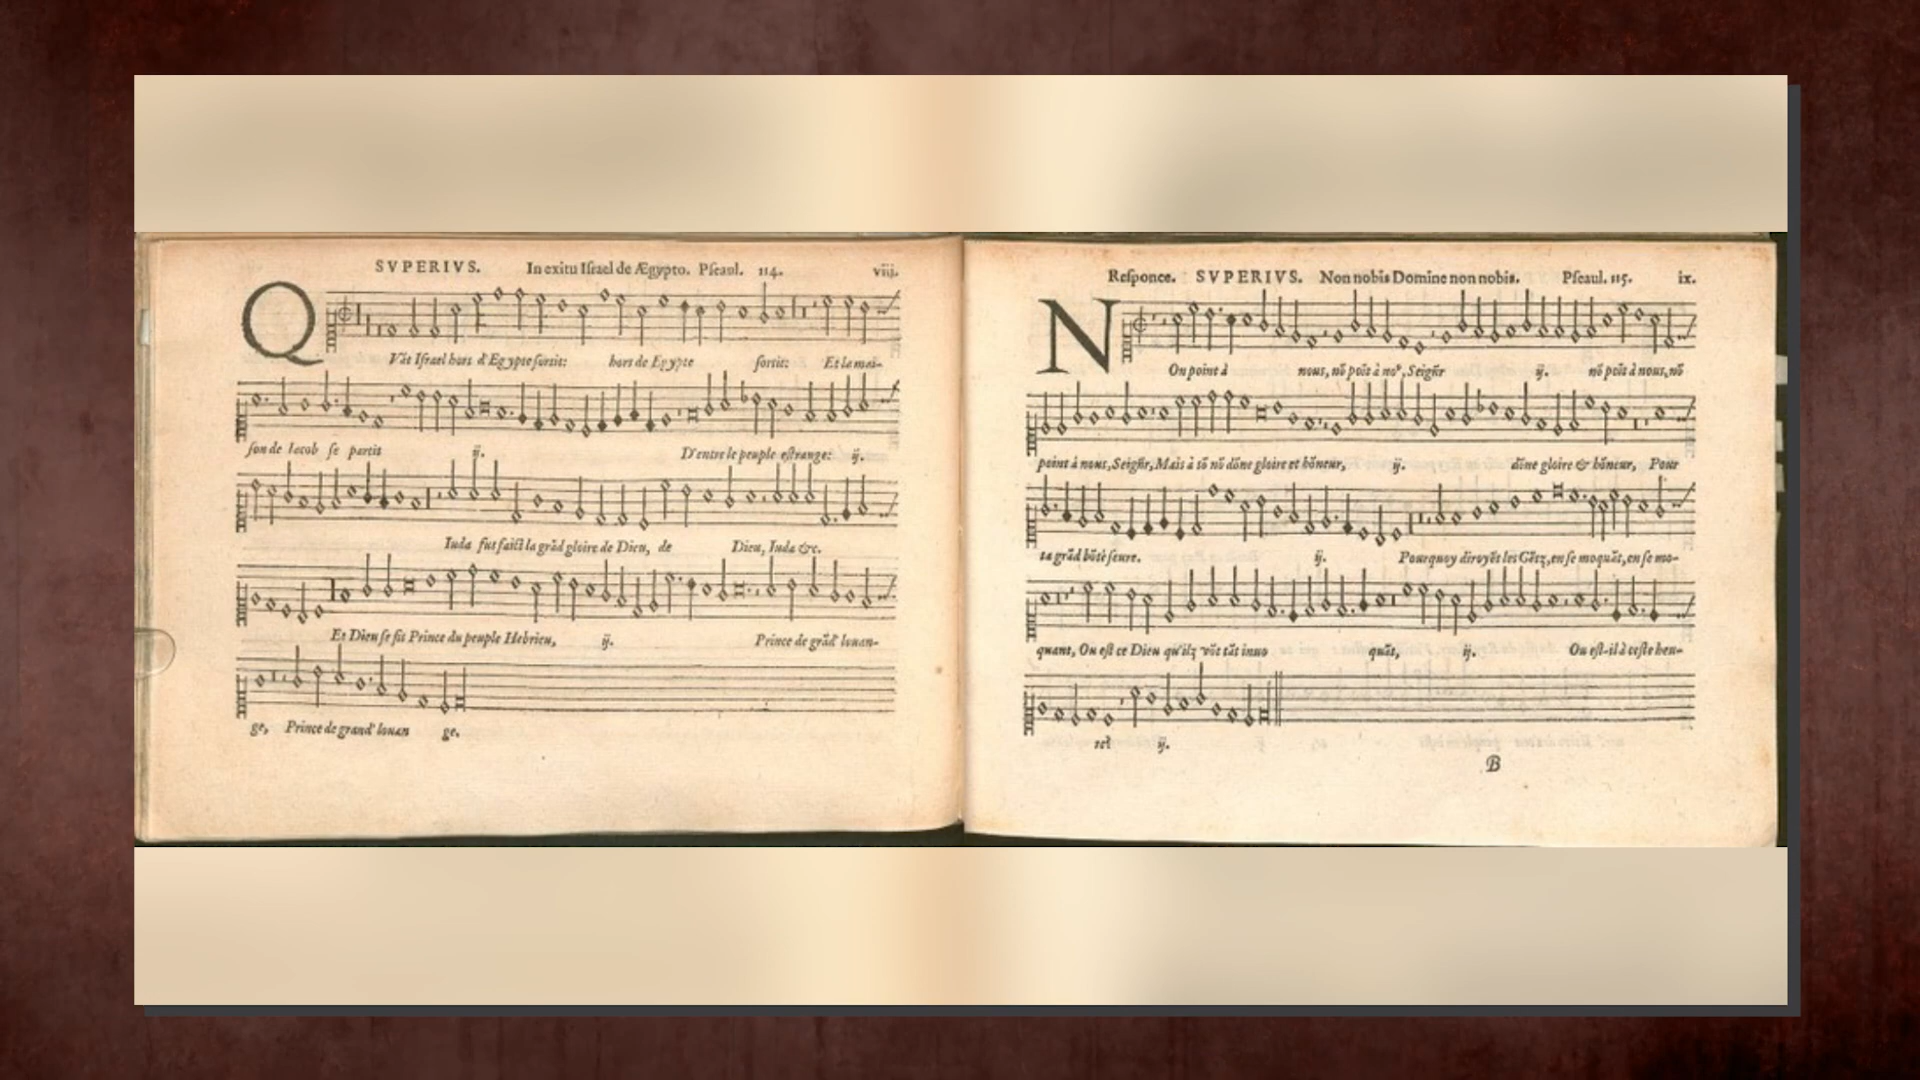 SVPERIVS. In exitu Iſrael de Ægypto. Pſeaul. 114. viij.
QVãt Iſrael hors d'Egypte ſortit: hors de Egypte ſortit: Et la mai-
ſon de Iacob ſe partit ij. D'entre le peuple eſtrange: ij.
Iuda fut faict la grãd gloire de Dieu, de Dieu, Iuda &c.
Et Dieu ſe fit Prince du peuple Hebrieu, ij. Prince de grãd' louan-
ge, Prince de grand' louan ge.
Reſponce. SVPERIVS. Non nobis Domine non nobis. Pſeaul. 115. ix.
NOn point à nous, nõ poĩt à noꝰ, Seignr̃ ij. nõ poĩt à nous, nõ
point à nous, Seignr̃, Mais à tõ nõ dõne gloire et hõneur, ij. dõne gloire & hõneur, Pour
ta grãd bõté ſeure. ij. Pourquoy diroyẽt les Gẽtz, en ſe moquãt, en ſe mo-
quant, Ou eſt ce Dieu qu'ilz võt tãt inuo quãt, ij. Ou eſt-il à ceſte heu-
re? ij.
B